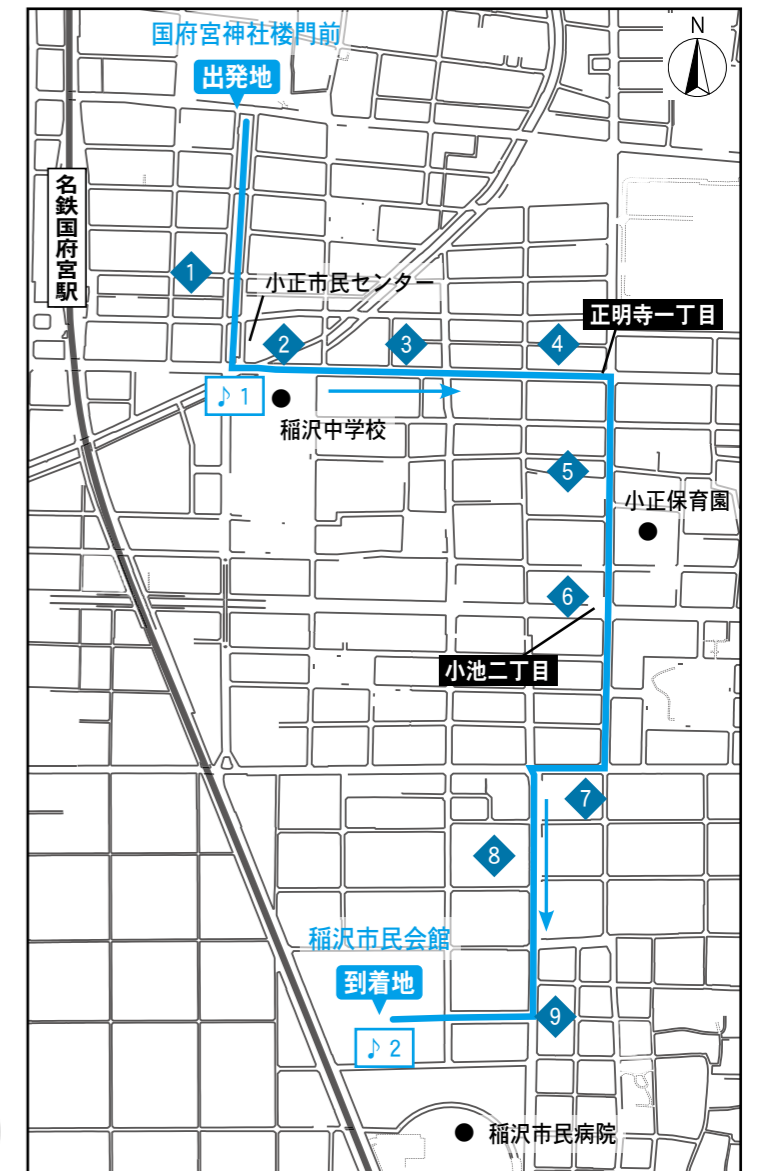 国府宮神社楼門前
出発地
N
名鉄国府宮駅
1
小正市民センター
正明寺一丁目
2
3
4
♪ 1
稲沢中学校
5
小正保育園
6
小池二丁目
7
8
稲沢市民会館
到着地
9
♪ 2
稲沢市民病院